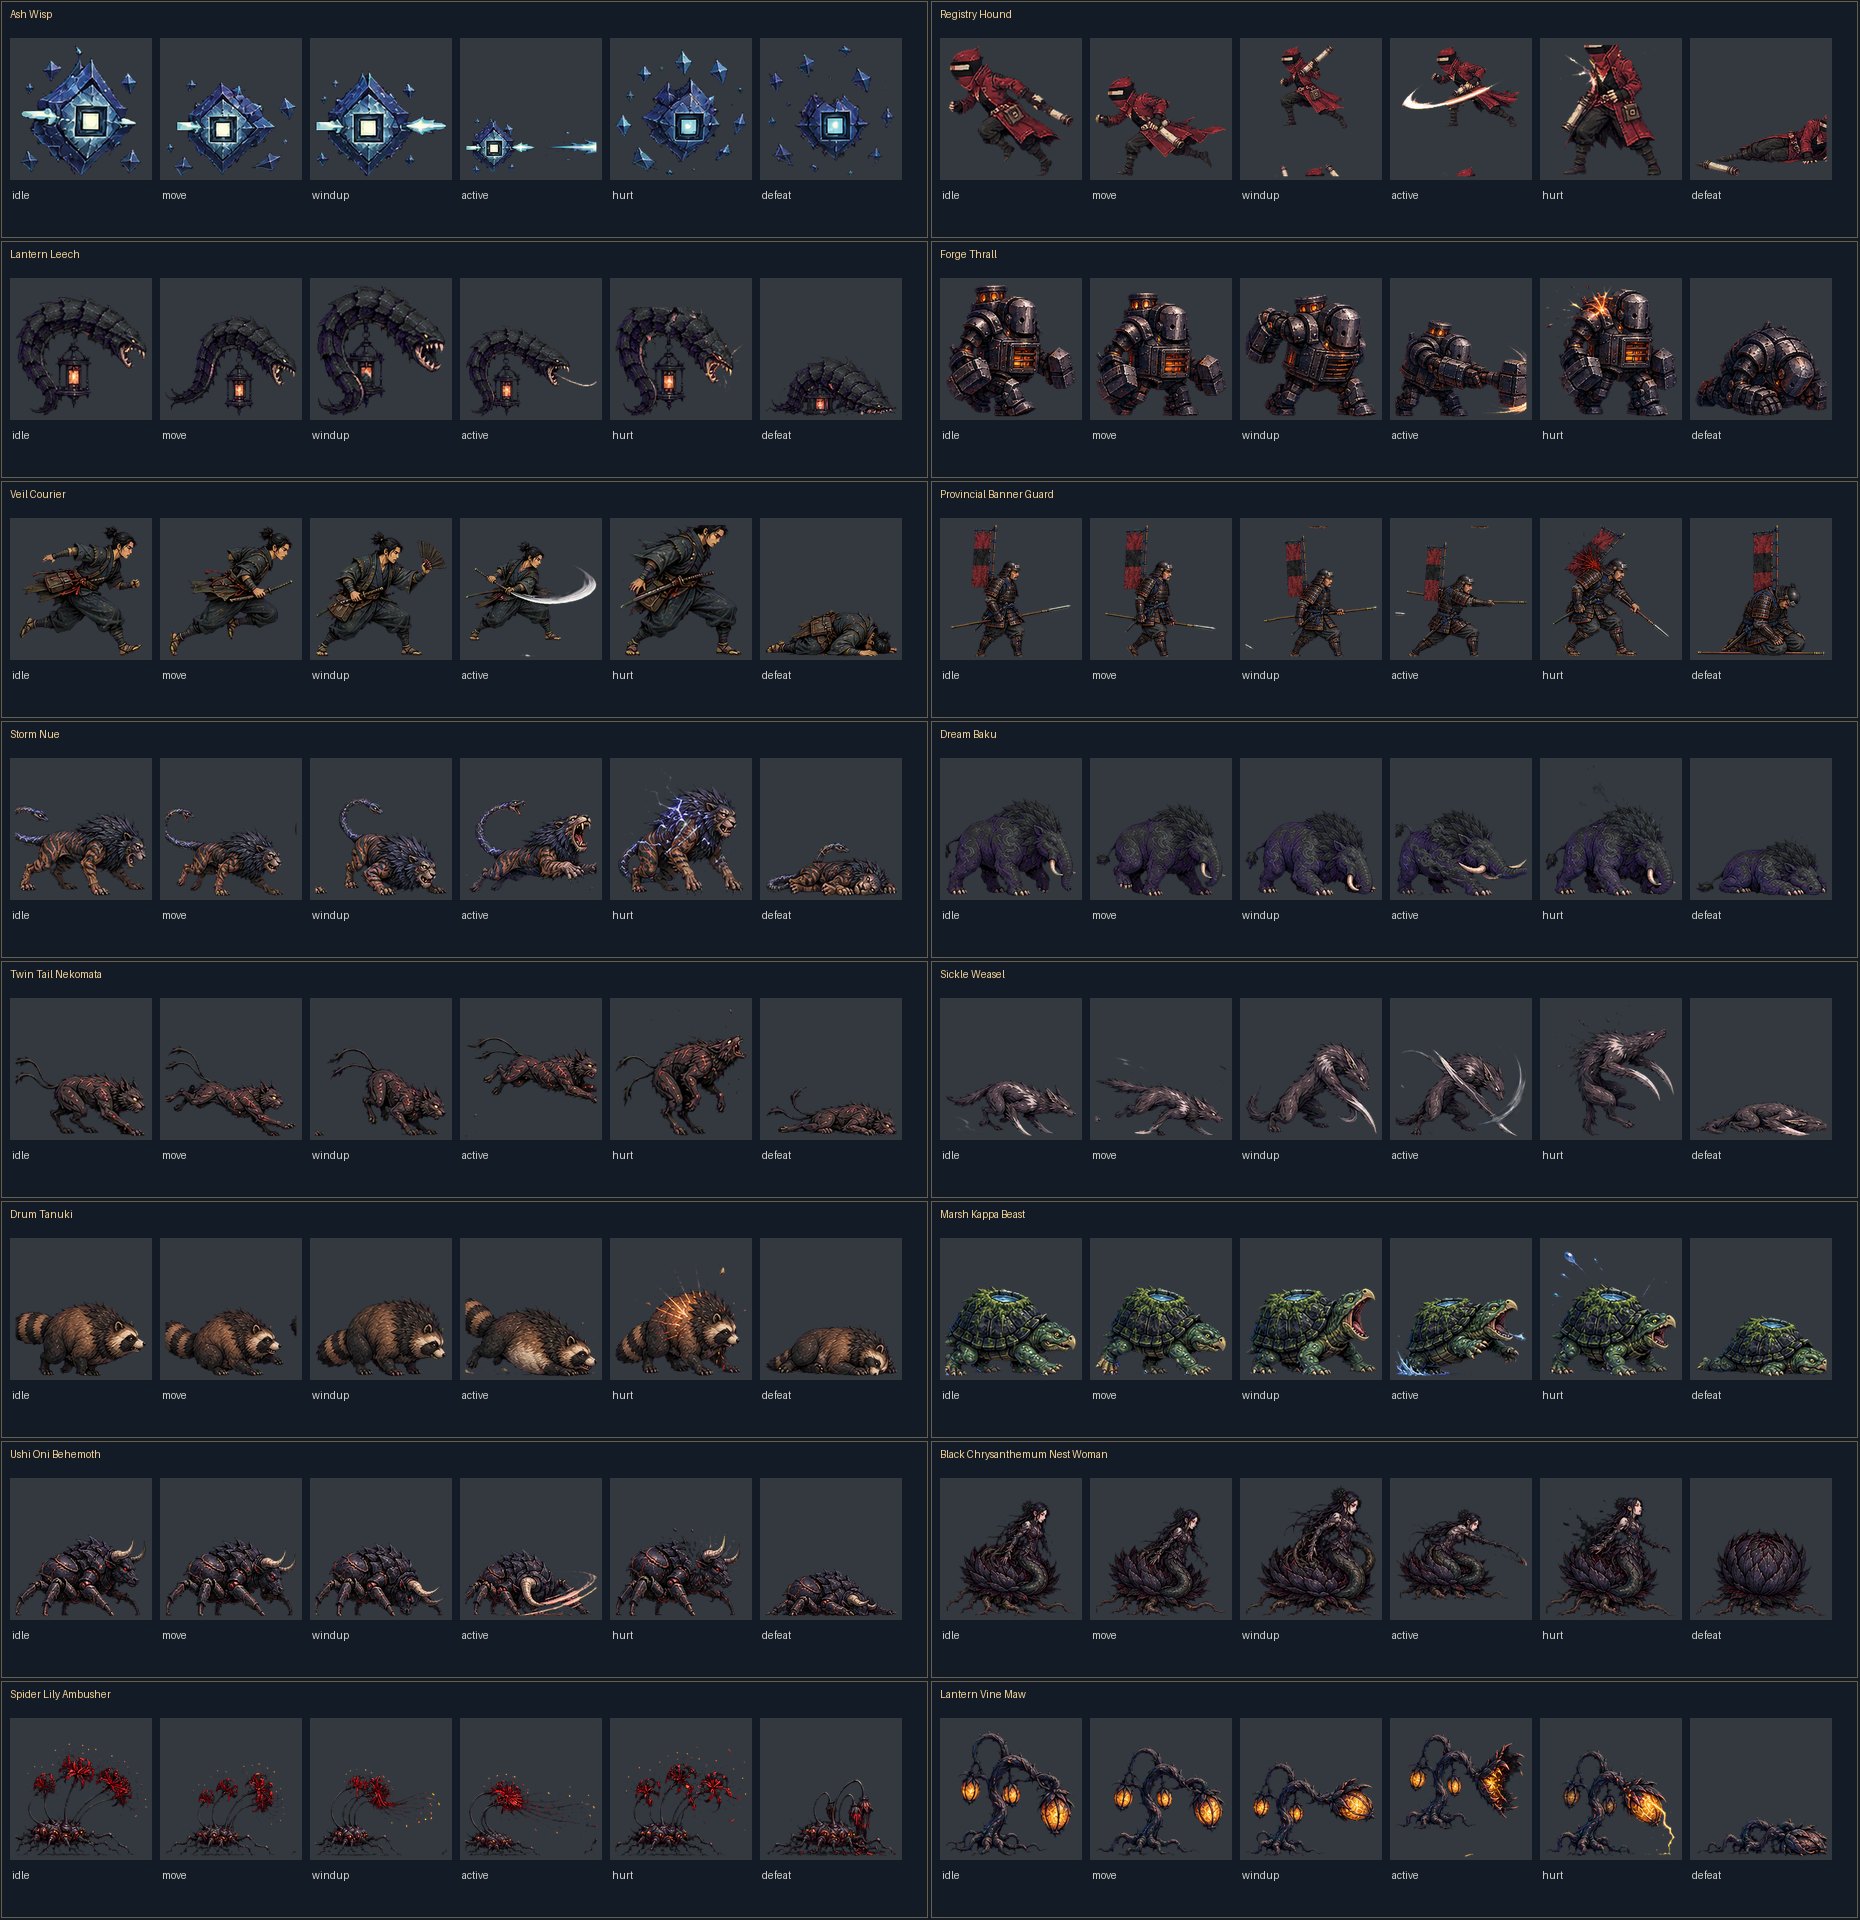 Ash Wisp
idle move windup active hurt defeat
Registry Hound
idle move windup active hurt defeat
Lantern Leech
idle move windup active hurt defeat
Forge Thrall
idle move windup active hurt defeat
Veil Courier
idle move windup active hurt defeat
Provincial Banner Guard
idle move windup active hurt defeat
Storm Nue
idle move windup active hurt defeat
Dream Baku
idle move windup active hurt defeat
Twin Tail Nekomata
idle move windup active hurt defeat
Sickle Weasel
idle move windup active hurt defeat
Drum Tanuki
idle move windup active hurt defeat
Marsh Kappa Beast
idle move windup active hurt defeat
Ushi Oni Behemoth
idle move windup active hurt defeat
Black Chrysanthemum Nest Woman
idle move windup active hurt defeat
Spider Lily Ambusher
idle move windup active hurt defeat
Lantern Vine Maw
idle move windup active hurt defeat